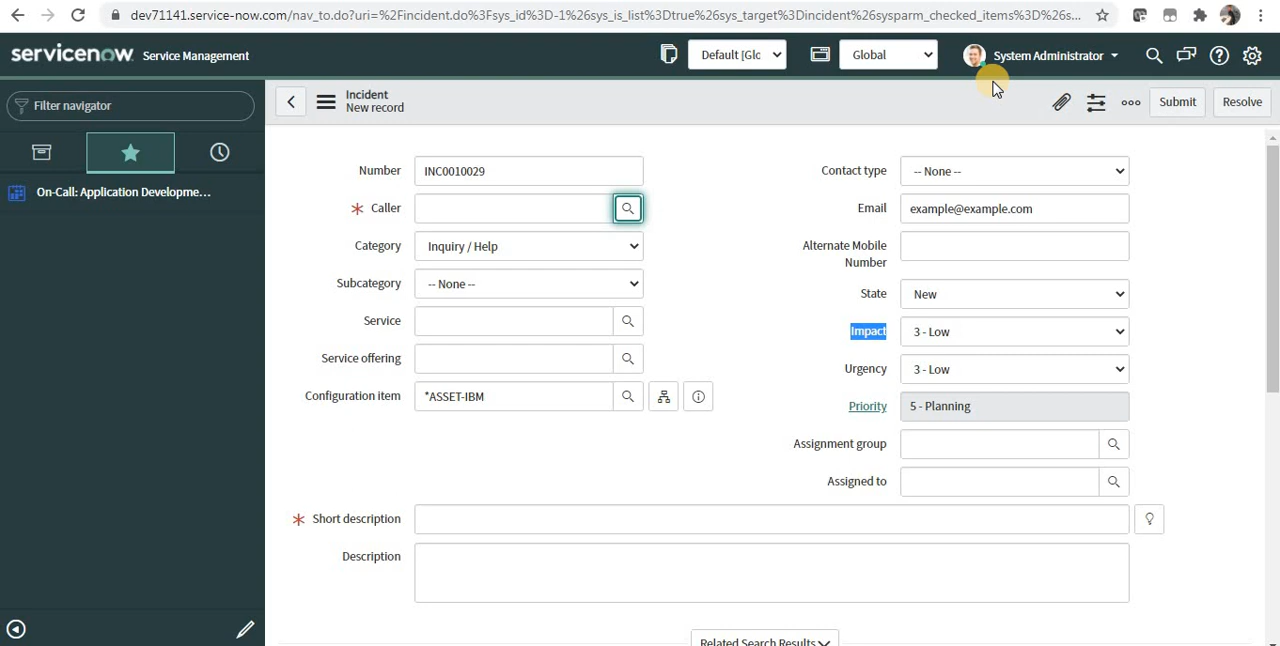 dev71141.service-now.com/nav_to.do?uri=%2Fincident.do%3Fsys_id%3D-1%26sys_is_list%3Dtrue%26sys_target%3Dincident%26sysparm_checked_items%3D%26s...
servicenow Service Management
Default [Glo
Global
System Administrator
Filter navigator
On-Call: Application Developme...
Incident
New record
Submit
Resolve
Number INC0010029
Contact type -- None --
* Caller
Email example@example.com
Category Inquiry / Help
Alternate Mobile
Number
Subcategory -- None --
State New
Service
Impact 3 - Low
Service offering
Urgency 3 - Low
Configuration item *ASSET-IBM
Priority 5 - Planning
Assignment group
Assigned to
* Short description
Description
Related Search Results